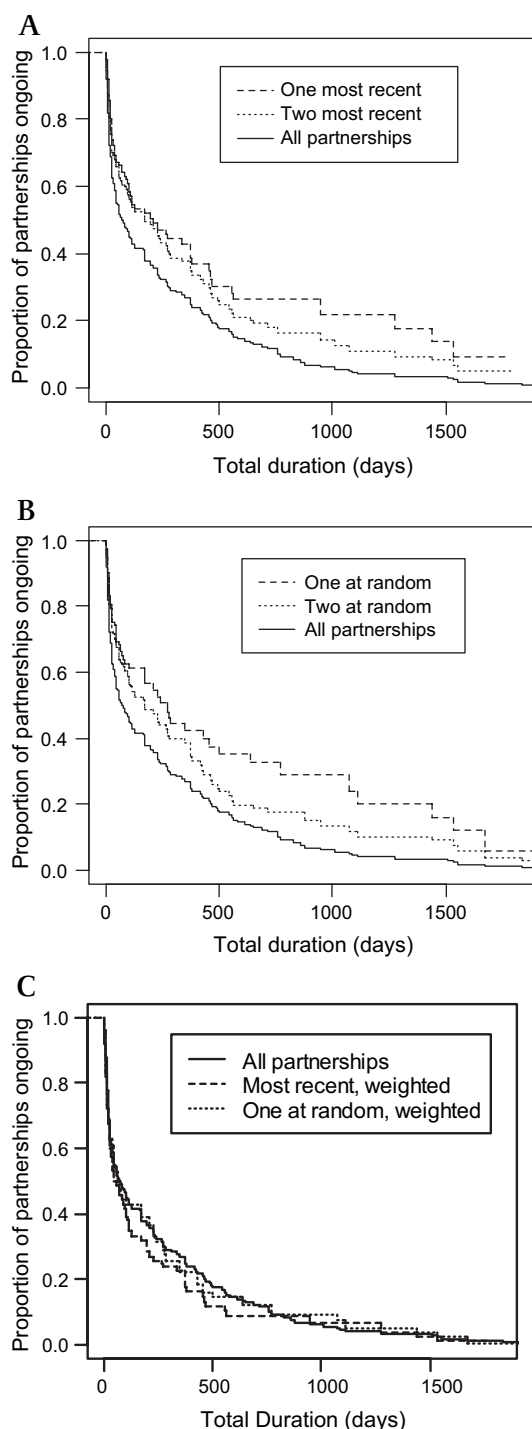 A
Proportion of partnerships ongoing
1.0
0.8
0.6
0.4
0.2
0.0
One most recent
Two most recent
All partnerships
0 500 1000 1500
Total duration (days)
B
Proportion of partnerships ongoing
1.0
0.8
0.6
0.4
0.2
0.0
One at random
Two at random
All partnerships
0 500 1000 1500
Total duration (days)
C
Proportion of partnerships ongoing
1.0
0.8
0.6
0.4
0.2
0.0
All partnerships
Most recent, weighted
One at random, weighted
0 500 1000 1500
Total Duration (days)